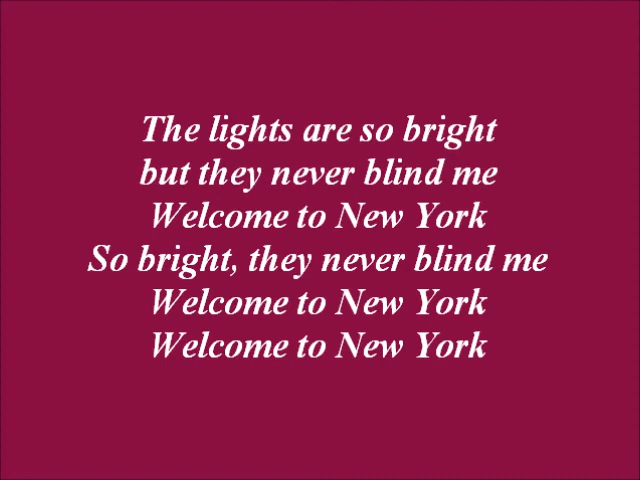 The lights are so bright
but they never blind me
Welcome to New York
So bright, they never blind me
Welcome to New York
Welcome to New York